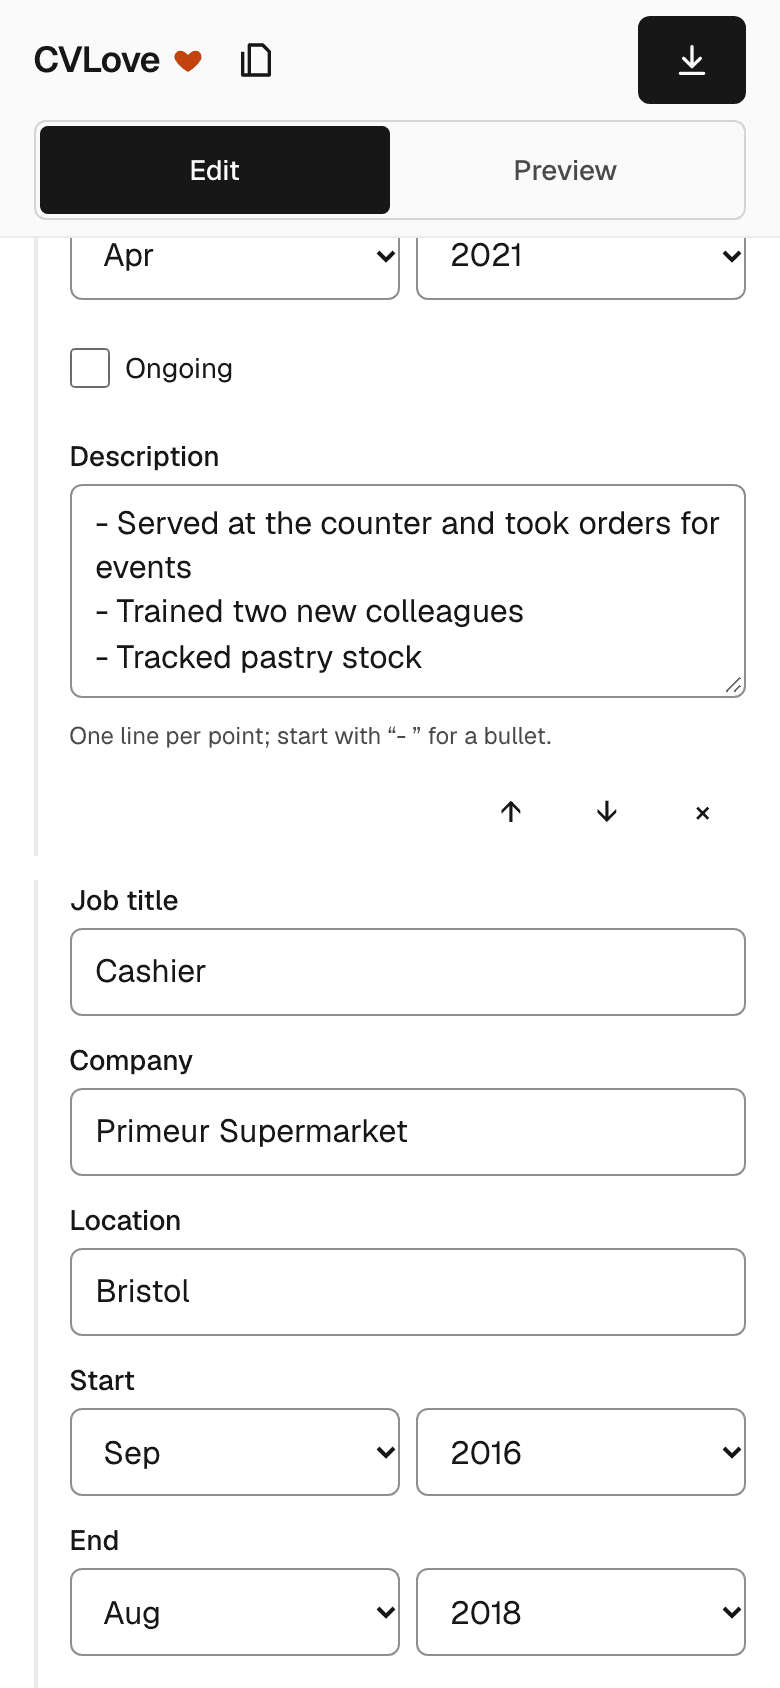 CVLove
Edit
Preview
Apr
2021
Ongoing
Description
- Served at the counter and took orders for
events
- Trained two new colleagues
- Tracked pastry stock
One line per point; start with “- ” for a bullet.
Job title
Cashier
Company
Primeur Supermarket
Location
Bristol
Start
Sep
2016
End
Aug
2018